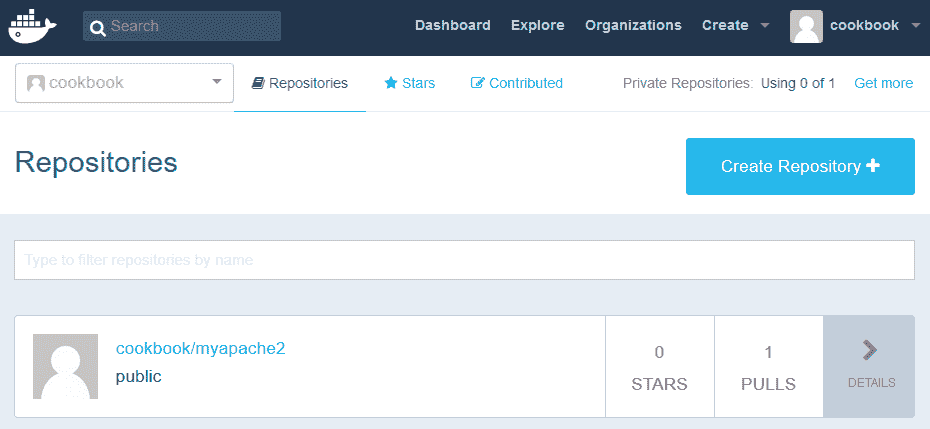 Search Dashboard Explore Organizations Create cookbook
cookbook Repositories Stars Contributed Private Repositories: Using 0 of 1 Get more
Repositories
Create Repository
Type to filter repositories by name
cookbook/myapache2
public
0 1
STARS PULLS DETAILS